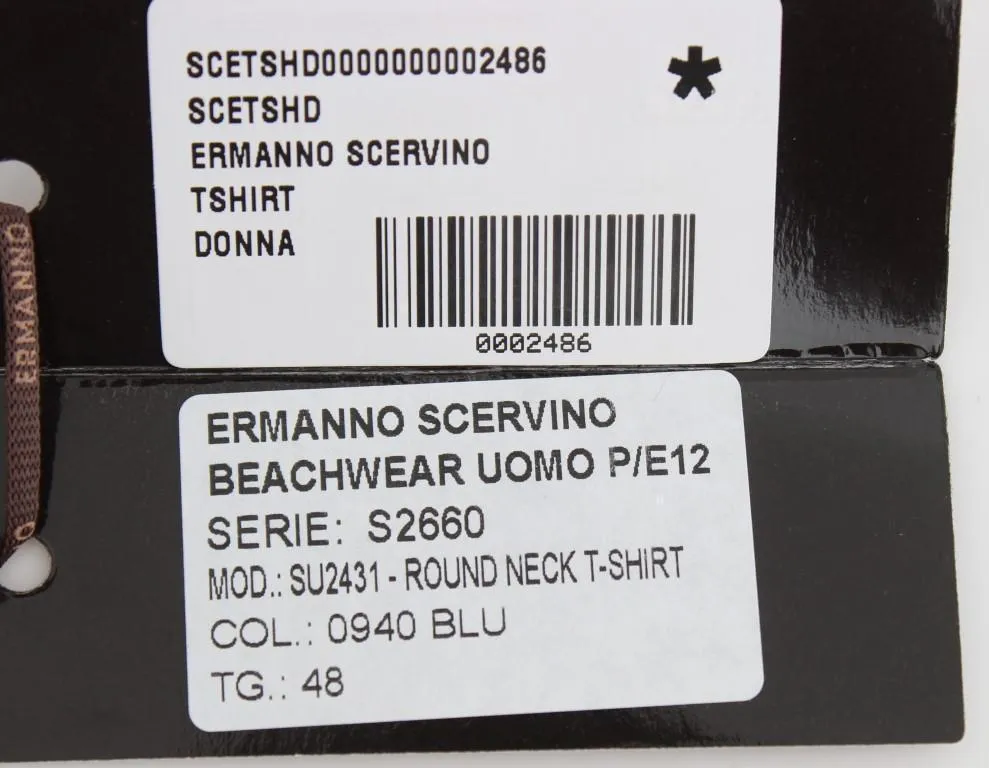 SCETSHD0000000002486
*
SCETSHD
ERMANNO SCERVINO
TSHIRT
DONNA
0002486
ERMANNO SCERVINO
BEACHWEAR UOMO P/E12
SERIE: S2660
MOD.: SU2431 - ROUND NECK T-SHIRT
COL.: 0940 BLU
TG.: 48
ERMANNO